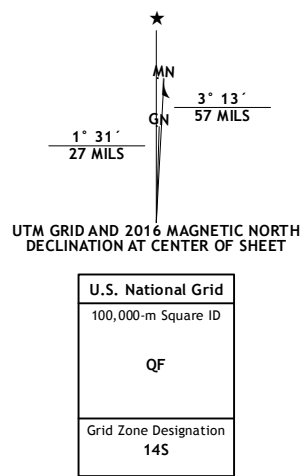 ★
MN
3° 13´
57 MILS
GN
1° 31´
27 MILS
UTM GRID AND 2016 MAGNETIC NORTH
DECLINATION AT CENTER OF SHEET
U.S. National Grid
100,000-m Square ID
QF
Grid Zone Designation
14S